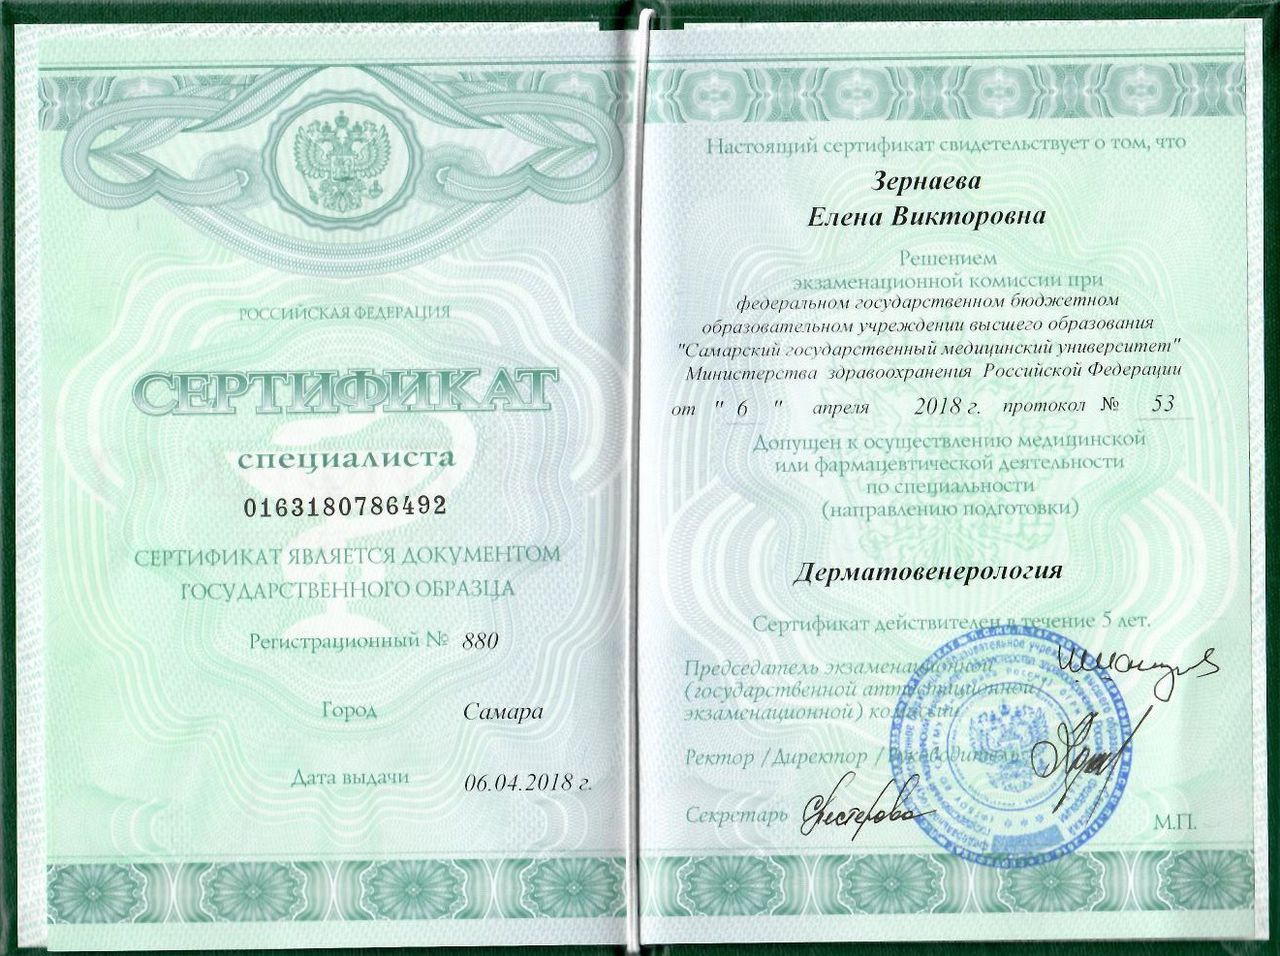 РОССИЙСКАЯ ФЕДЕРАЦИЯ
СЕРТИФИКАТ
специалиста
0163180786492
СЕРТИФИКАТ ЯВЛЯЕТСЯ ДОКУМЕНТОМ
ГОСУДАРСТВЕННОГО ОБРАЗЦА
Регистрационный № 880
Город Самара
Дата выдачи 06.04.2018 г.
Настоящий сертификат свидетельствует о том, что
Зернаева
Елена Викторовна
Решением
экзаменационной комиссии при
федеральном государственном бюджетном
образовательном учреждении высшего образования
"Самарский государственный медицинский университет"
Министерства здравоохранения Российской Федерации
от " 6 " апреля 2018 г. протокол № 53
Допущен к осуществлению медицинской
или фармацевтической деятельности
по специальности
(направлению подготовки)
Дерматовенерология
Сертификат действителен в течение 5 лет.
Председатель экзаменационной
(государственной аттестационной,
экзаменационной) комиссии
Ректор /Директор /Руководитель
Секретарь
М.П.